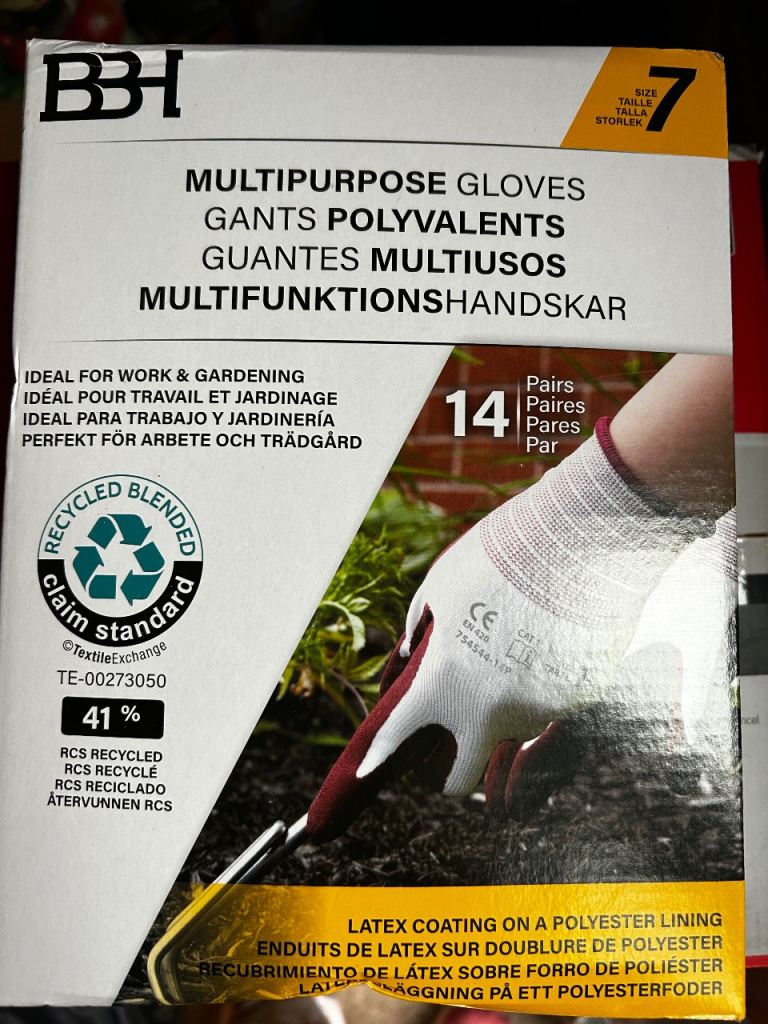 BBH
SIZE
TAILLE
TALLA
STORLEK
7
MULTIPURPOSE GLOVES
GANTS POLYVALENTS
GUANTES MULTIUSOS
MULTIFUNKTIONSHANDSKAR
IDEAL FOR WORK & GARDENING
IDÉAL POUR TRAVAIL ET JARDINAGE
IDEAL PARA TRABAJO Y JARDINERÍA
PERFEKT FÖR ARBETE OCH TRÄDGÅRD
14
Pairs
Paires
Pares
Par
RECYCLED BLENDED
claim standard
©TextileExchange
TE-00273050
41 %
RCS RECYCLED
RCS RECYCLÉ
RCS RECICLADO
ÅTERVUNNEN RCS
CE
EN 420
CAT
754544-14P
LATEX COATING ON A POLYESTER LINING
ENDUITS DE LATEX SUR DOUBLURE DE POLYESTER
RECUBRIMIENTO DE LÁTEX SOBRE FORRO DE POLIÉSTER
PÅ ETT POLYESTERFODER